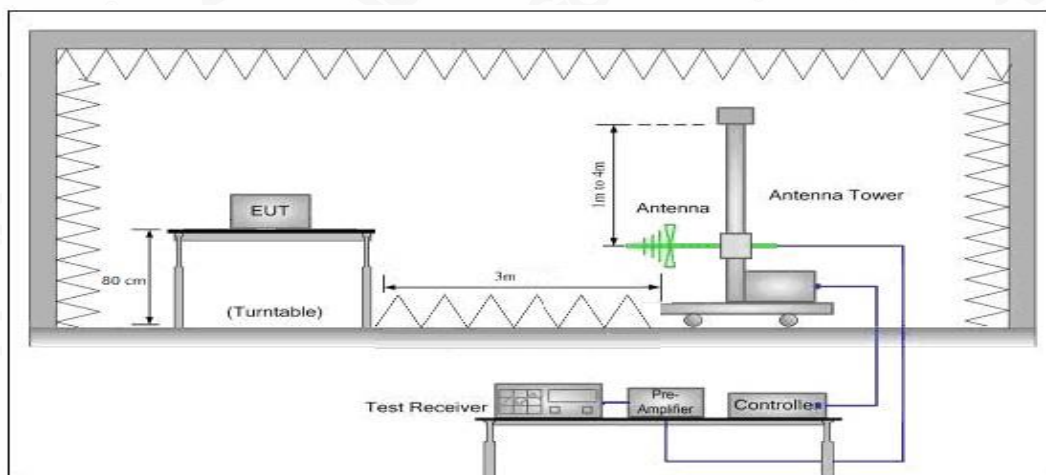 EUT
1m to 4m
Antenna
Antenna Tower
80 cm
3m
(Turntable)
Test Receiver
Pre-
Amplifier
Controlle